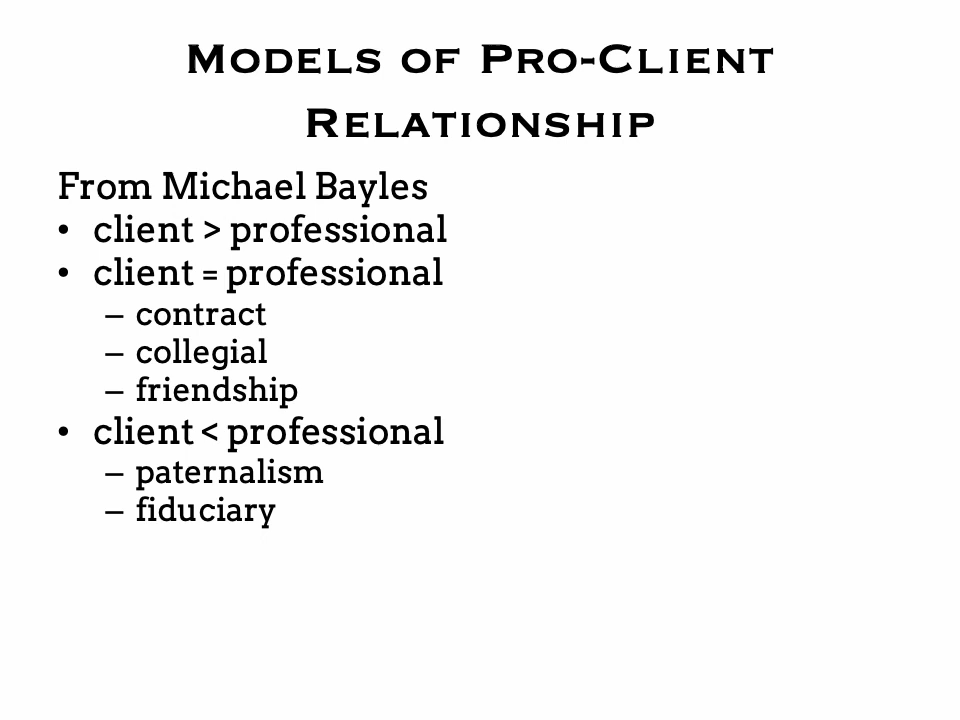 Models of Pro-Client
Relationship
From Michael Bayles
• client > professional
• client = professional
– contract
– collegial
– friendship
• client < professional
– paternalism
– fiduciary